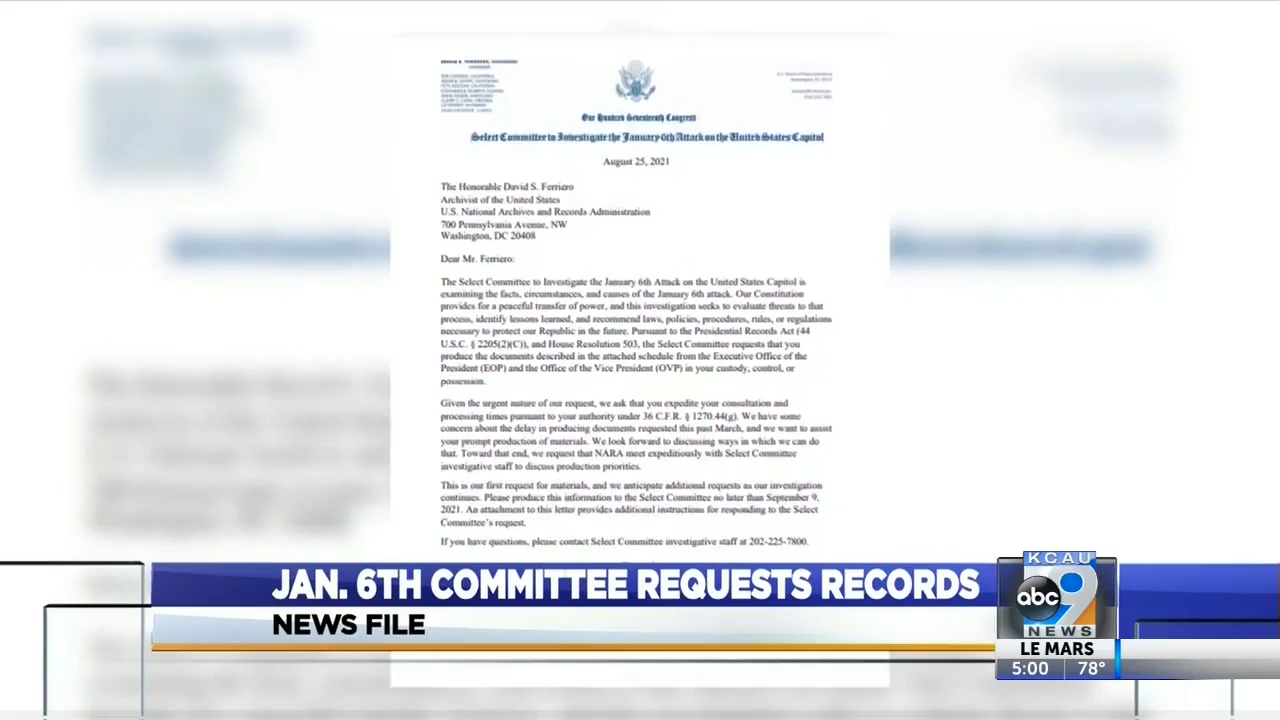 One Hundred Seventeenth Congress
Select Committee to Investigate the January 6th Attack on the United States Capitol
August 25, 2021
The Honorable David S. Ferriero
Archivist of the United States
U.S. National Archives and Records Administration
700 Pennsylvania Avenue, NW
Washington, DC 20408
Dear Mr. Ferriero:
The Select Committee to Investigate the January 6th Attack on the United States Capitol is
examining the facts, circumstances, and causes of the January 6th attack. Our Constitution
provides for a peaceful transfer of power, and this investigation seeks to evaluate threats to that
process, identify lessons learned, and recommend laws, policies, procedures, rules, or regulations
necessary to protect our Republic in the future. Pursuant to the Presidential Records Act (44
U.S.C. § 2205(2)(C)), and House Resolution 503, the Select Committee requests that you
produce the documents described in the attached schedule from the Executive Office of the
President (EOP) and the Office of the Vice President (OVP) in your custody, control, or
possession.
Given the urgent nature of our request, we ask that you expedite your consultation and
processing times pursuant to your authority under 36 C.F.R. § 1270.44(g). We have some
concern about the delay in producing documents requested this past March, and we want to assist
your prompt production of materials. We look forward to discussing ways in which we can do
that. Toward that end, we request that NARA meet expeditiously with Select Committee
investigative staff to discuss production priorities.
This is our first request for materials, and we anticipate additional requests as our investigation
continues. Please produce this information to the Select Committee no later than September 9,
2021. An attachment to this letter provides additional instructions for responding to the Select
Committee's request.
If you have questions, please contact Select Committee investigative staff at 202-225-7800.
JAN. 6TH COMMITTEE REQUESTS RECORDS
NEWS FILE
KCAU
abc 9
NEWS
LE MARS
5:00 78°